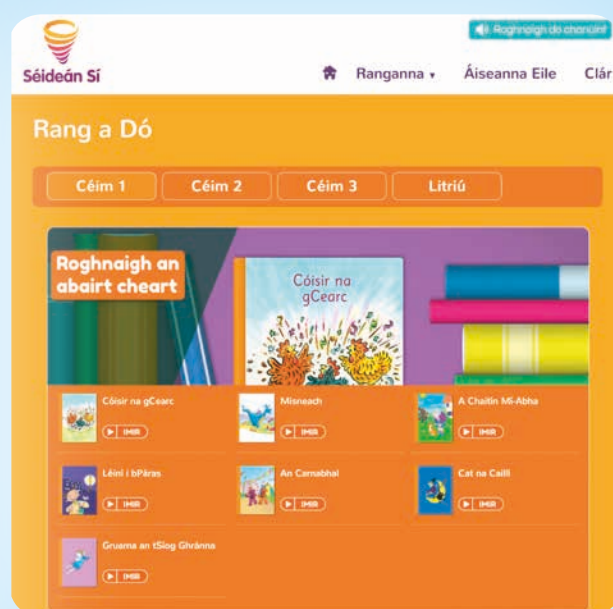 Roghnaigh do chanúint
Séideán Sí
Ranganna
Áiseanna Eile
Clár
Rang a Dó
Céim 1
Céim 2
Céim 3
Litriú
Roghnaigh an
abairt cheart
Cóisir na
gCearc
Cóisir na gCearc
IMIR
Misneach
IMIR
A Chaitín Mí-Ábha
IMIR
Léiní i bPáras
IMIR
An Carnabhal
IMIR
Cat na Caillí
IMIR
Gruama an tSíog Ghránna
IMIR